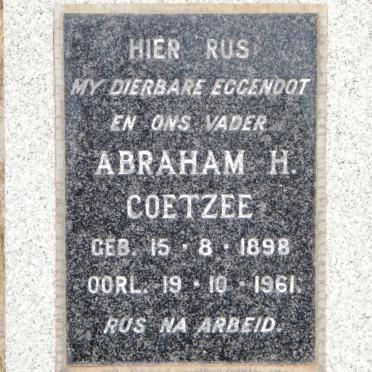 HIER RUS
MY DIERBARE EGGENOOT
EN ONS VADER
ABRAHAM H.
COETZEE
GEB. 15 · 8 · 1898
OORL. 19 · 10 · 1961.
RUS NA ARBEID.